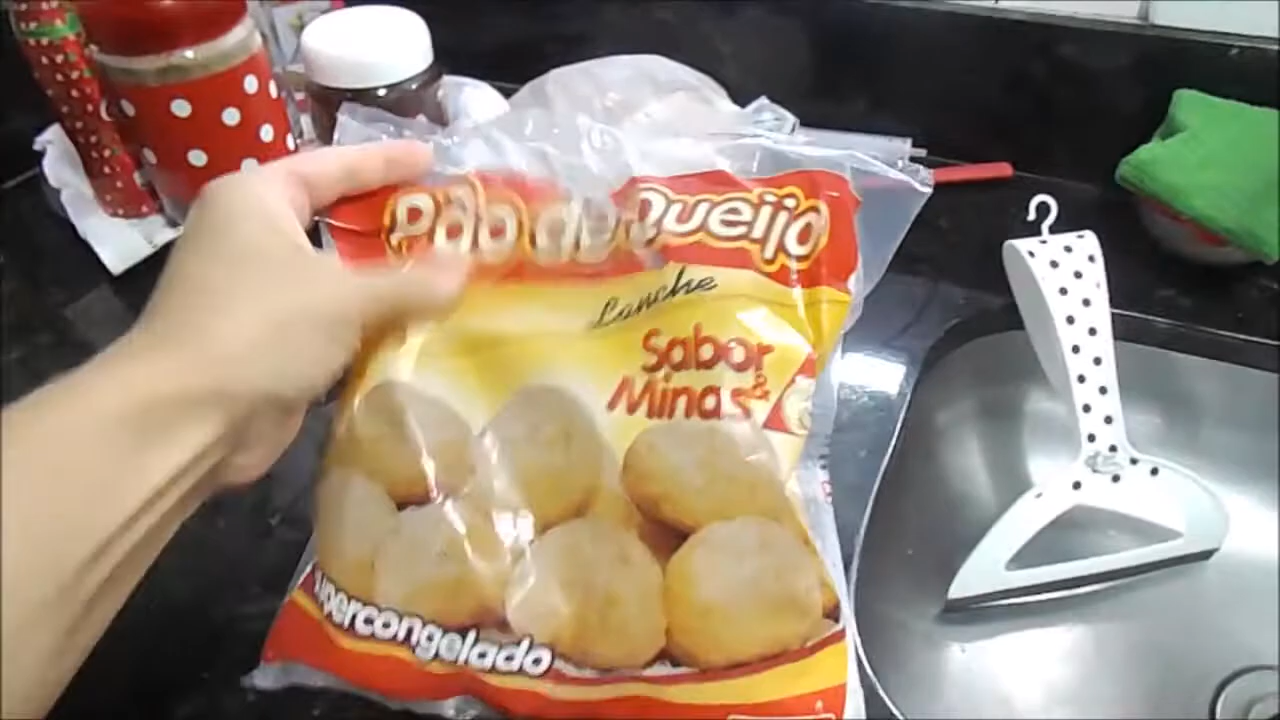 Pão de Queijo
Lanche
Sabor
& Minas
supercongelado